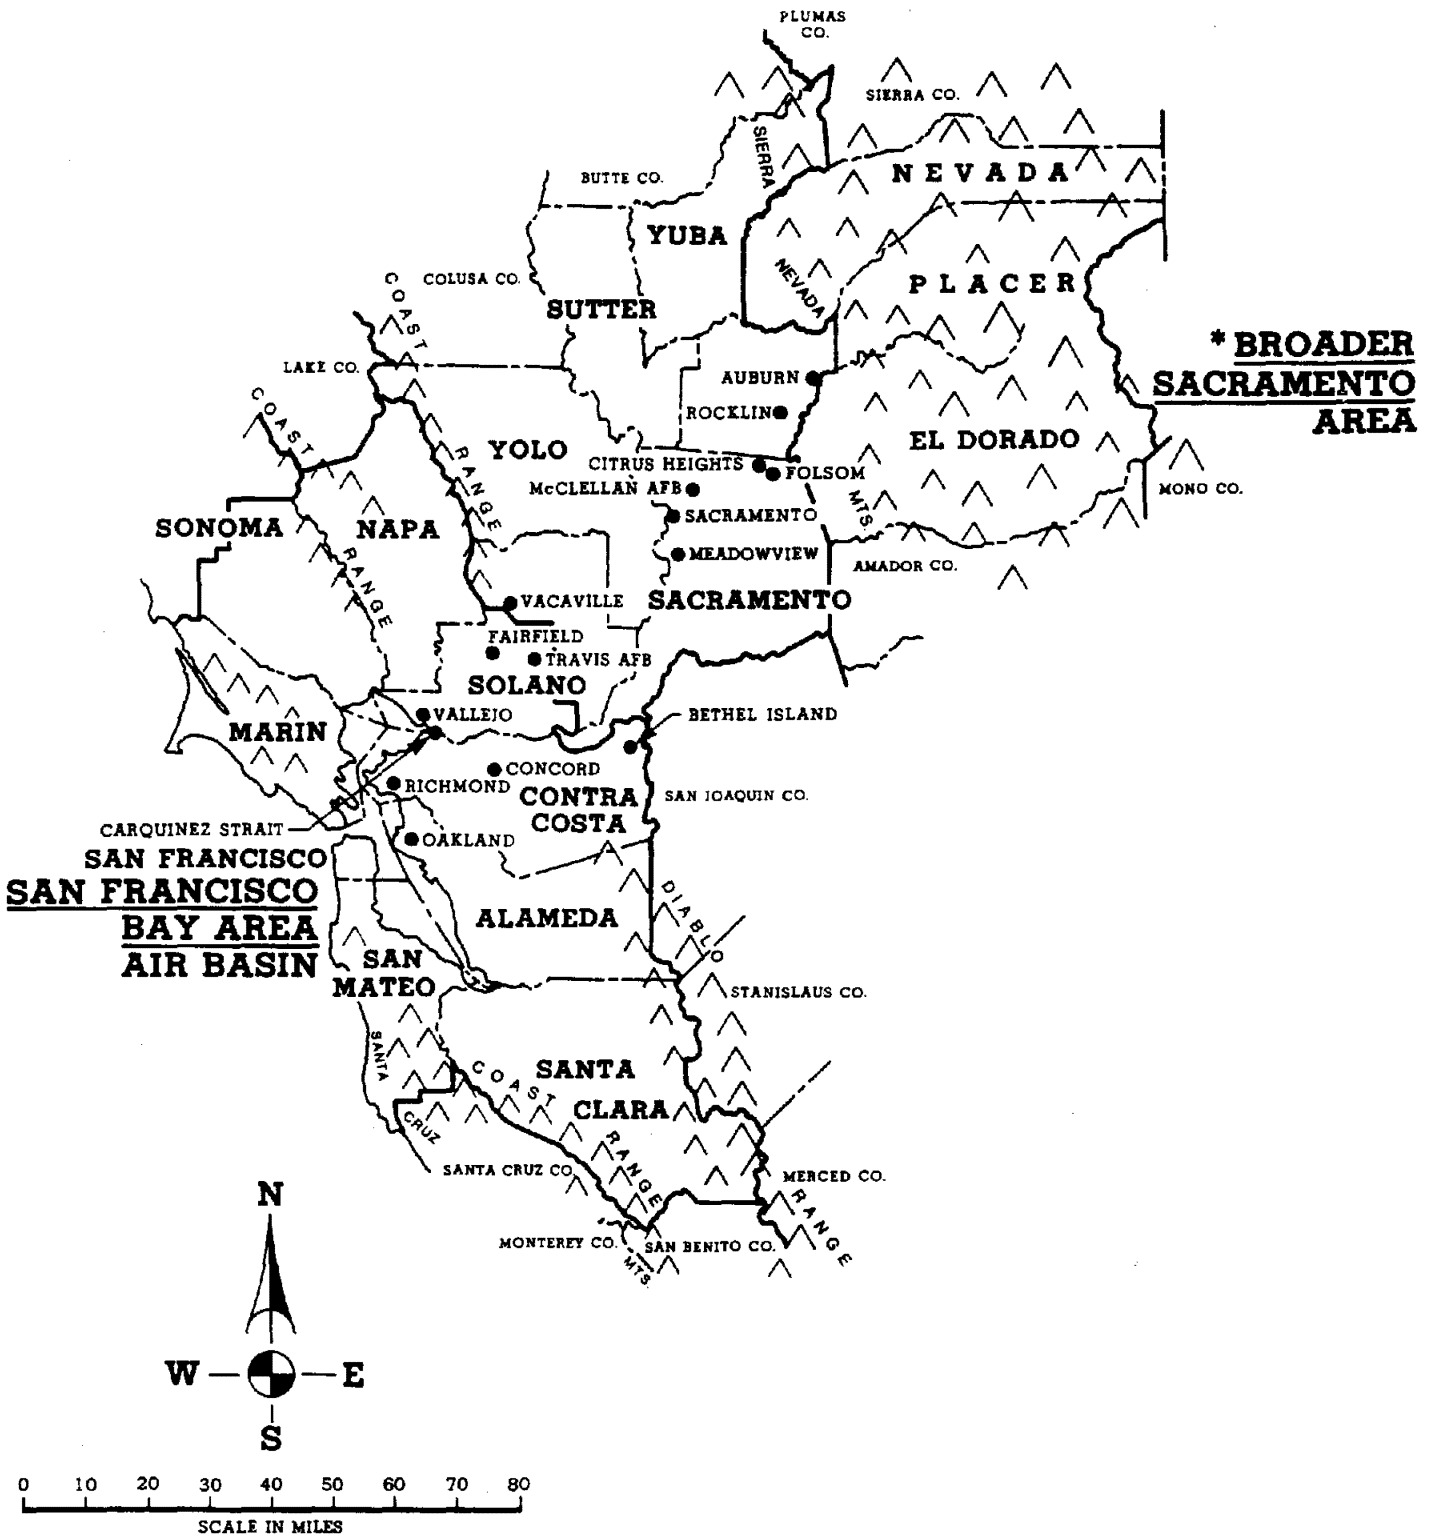 PLUMAS
CO.
SIERRA CO.
SIERRA
NEVADA
BUTTE CO.
YUBA
COLUSA CO.
COAST
NEVADA
PLACER
SUTTER
* BROADER
SACRAMENTO
AREA
LAKE CO.
AUBURN
COAST
ROCKLIN
YOLO
EL DORADO
RANGE
CITRUS HEIGHTS
FOLSOM
McCLELLAN AFB
MTS.
MONO CO.
SONOMA
NAPA
SACRAMENTO
RANGE
MEADOWVIEW
AMADOR CO.
VACAVILLE
SACRAMENTO
FAIRFIELD
TRAVIS AFB
SOLANO
VALLEJO
BETHEL ISLAND
MARIN
CONCORD
RICHMOND
CONTRA
COSTA
SAN JOAQUIN CO.
CARQUINEZ STRAIT
OAKLAND
SAN FRANCISCO
SAN FRANCISCO
BAY AREA
AIR BASIN
DIABLO
ALAMEDA
SAN
MATEO
STANISLAUS CO.
SANTA
COAST
SANTA
CLARA
CRUZ
RANGE
SANTA CRUZ CO.
MERCED CO.
RANGE
MONTEREY CO.
SAN BENITO CO.
MTS.
N
W
E
S
0 10 20 30 40 50 60 70 80
SCALE IN MILES